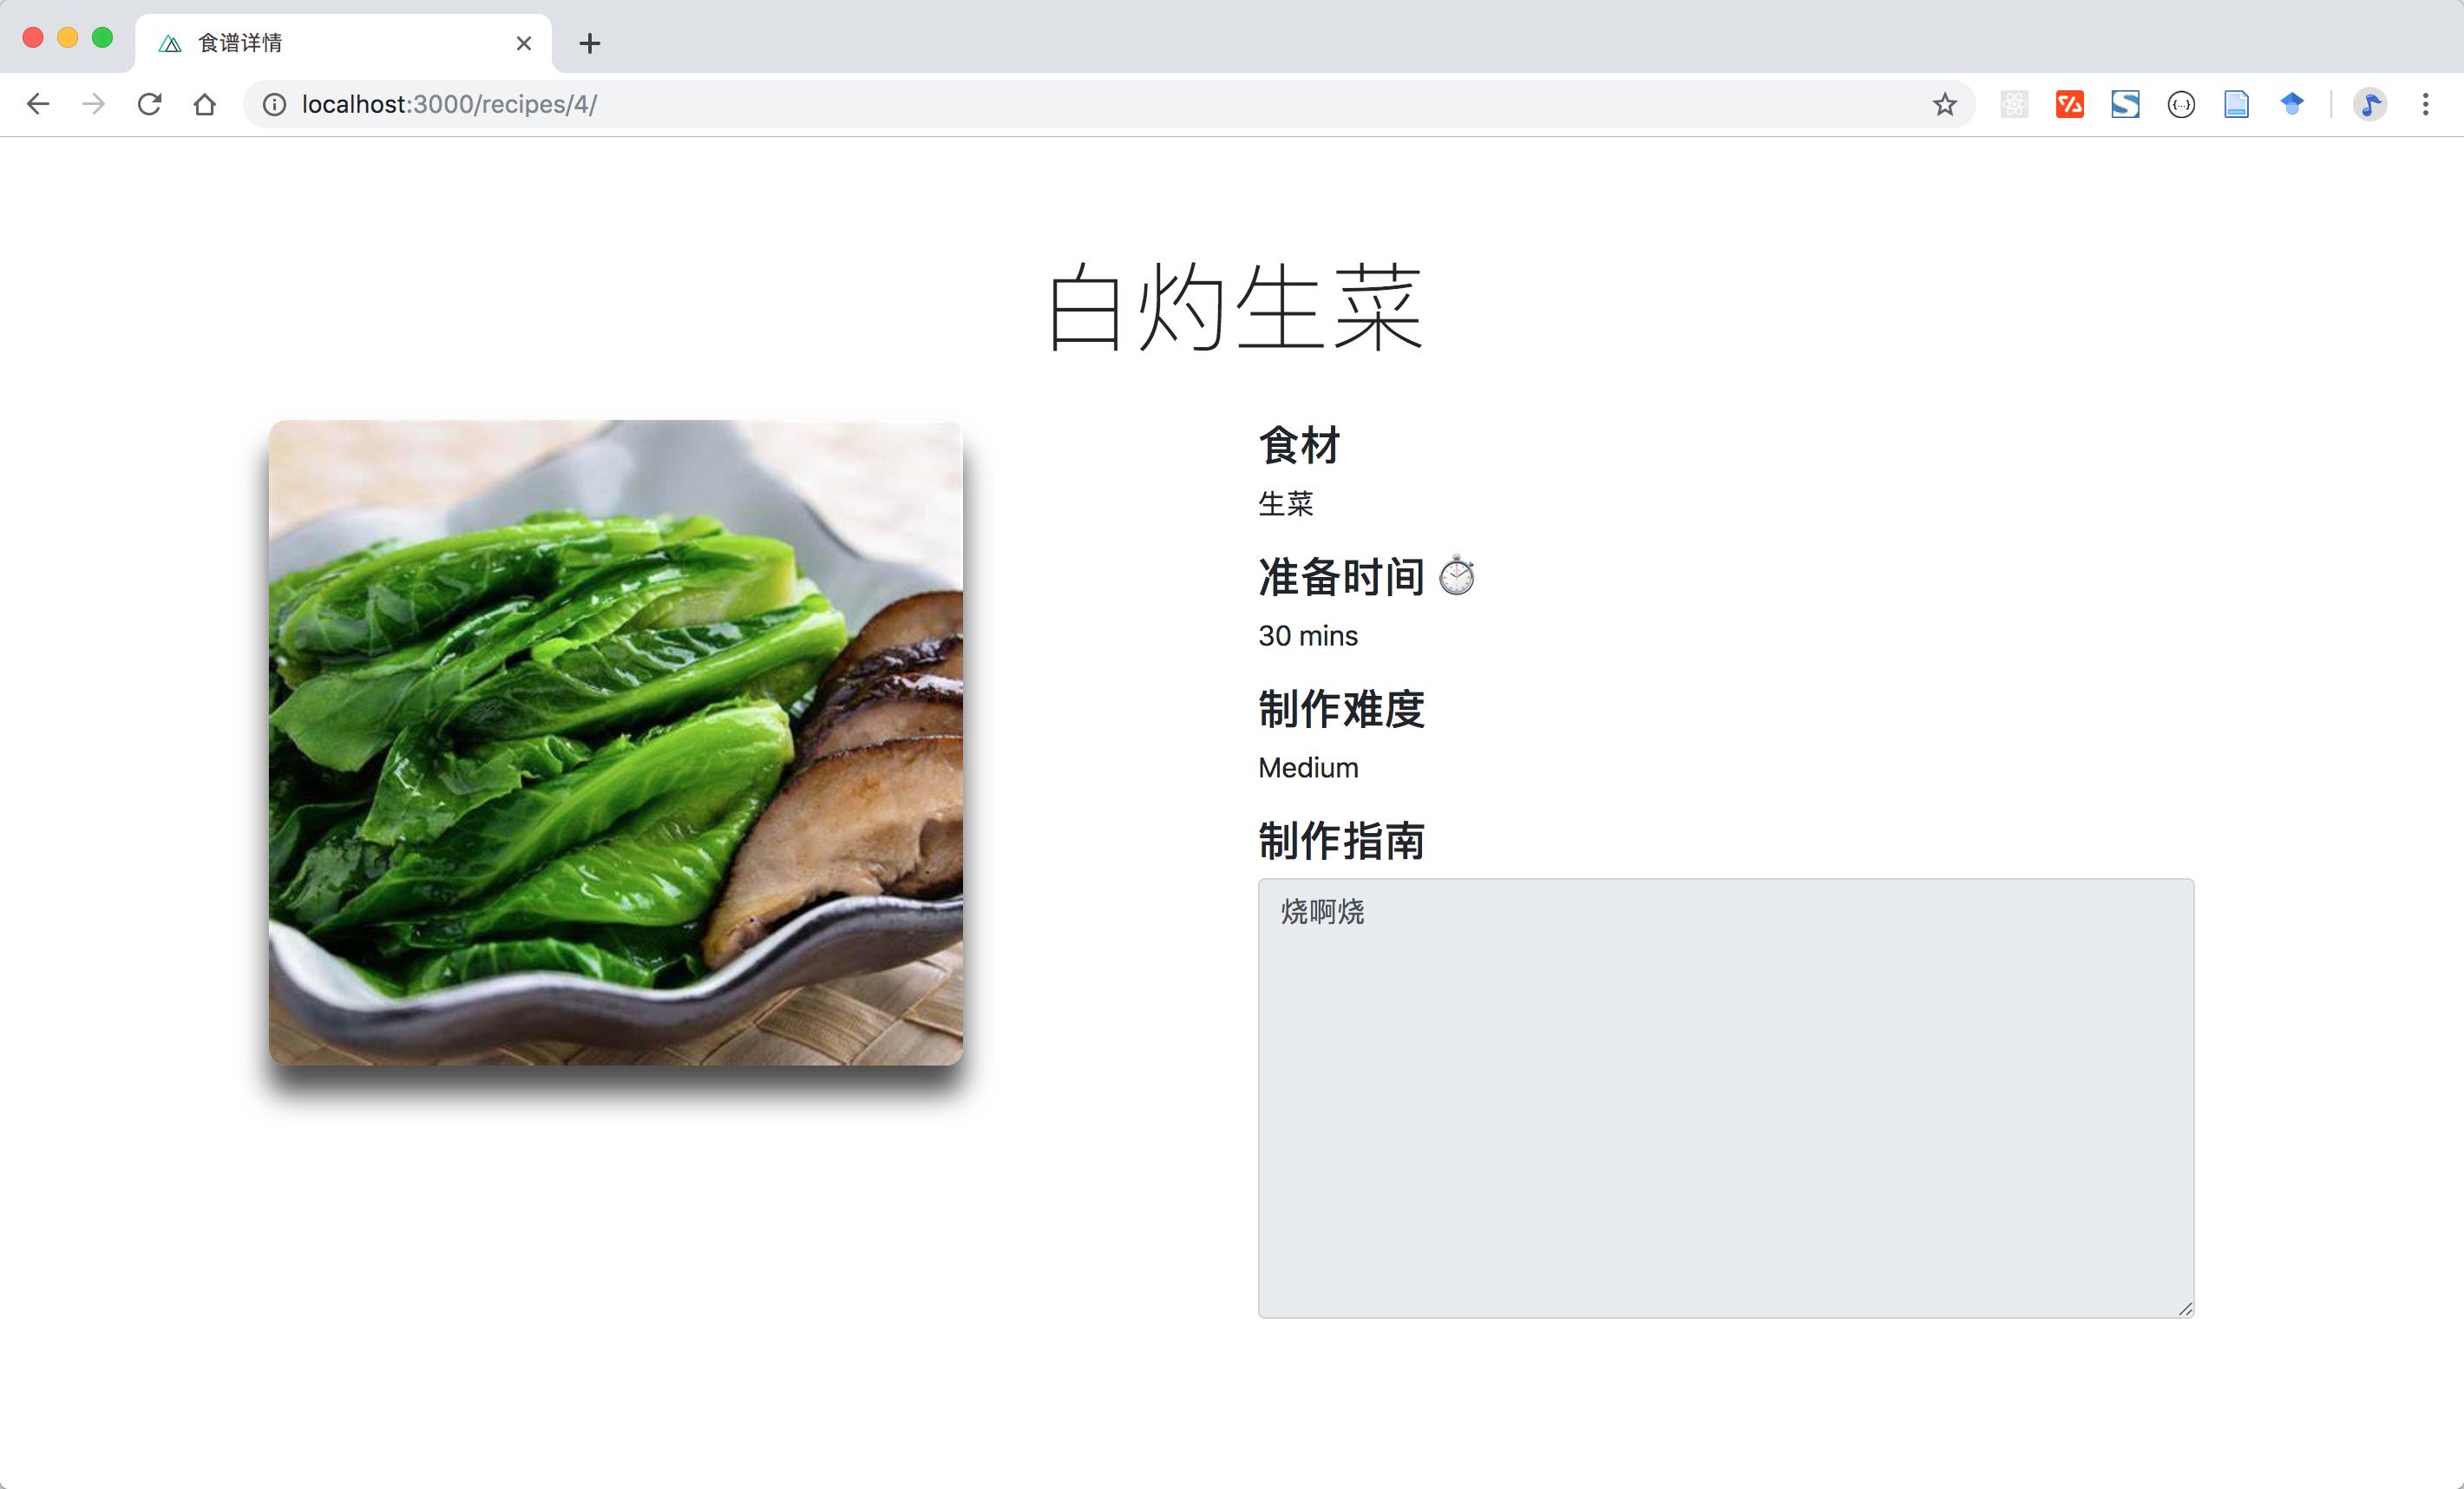 食谱详情
localhost:3000/recipes/4/
白灼生菜
食材
生菜
准备时间 ⏱
30 mins
制作难度
Medium
制作指南
烧啊烧